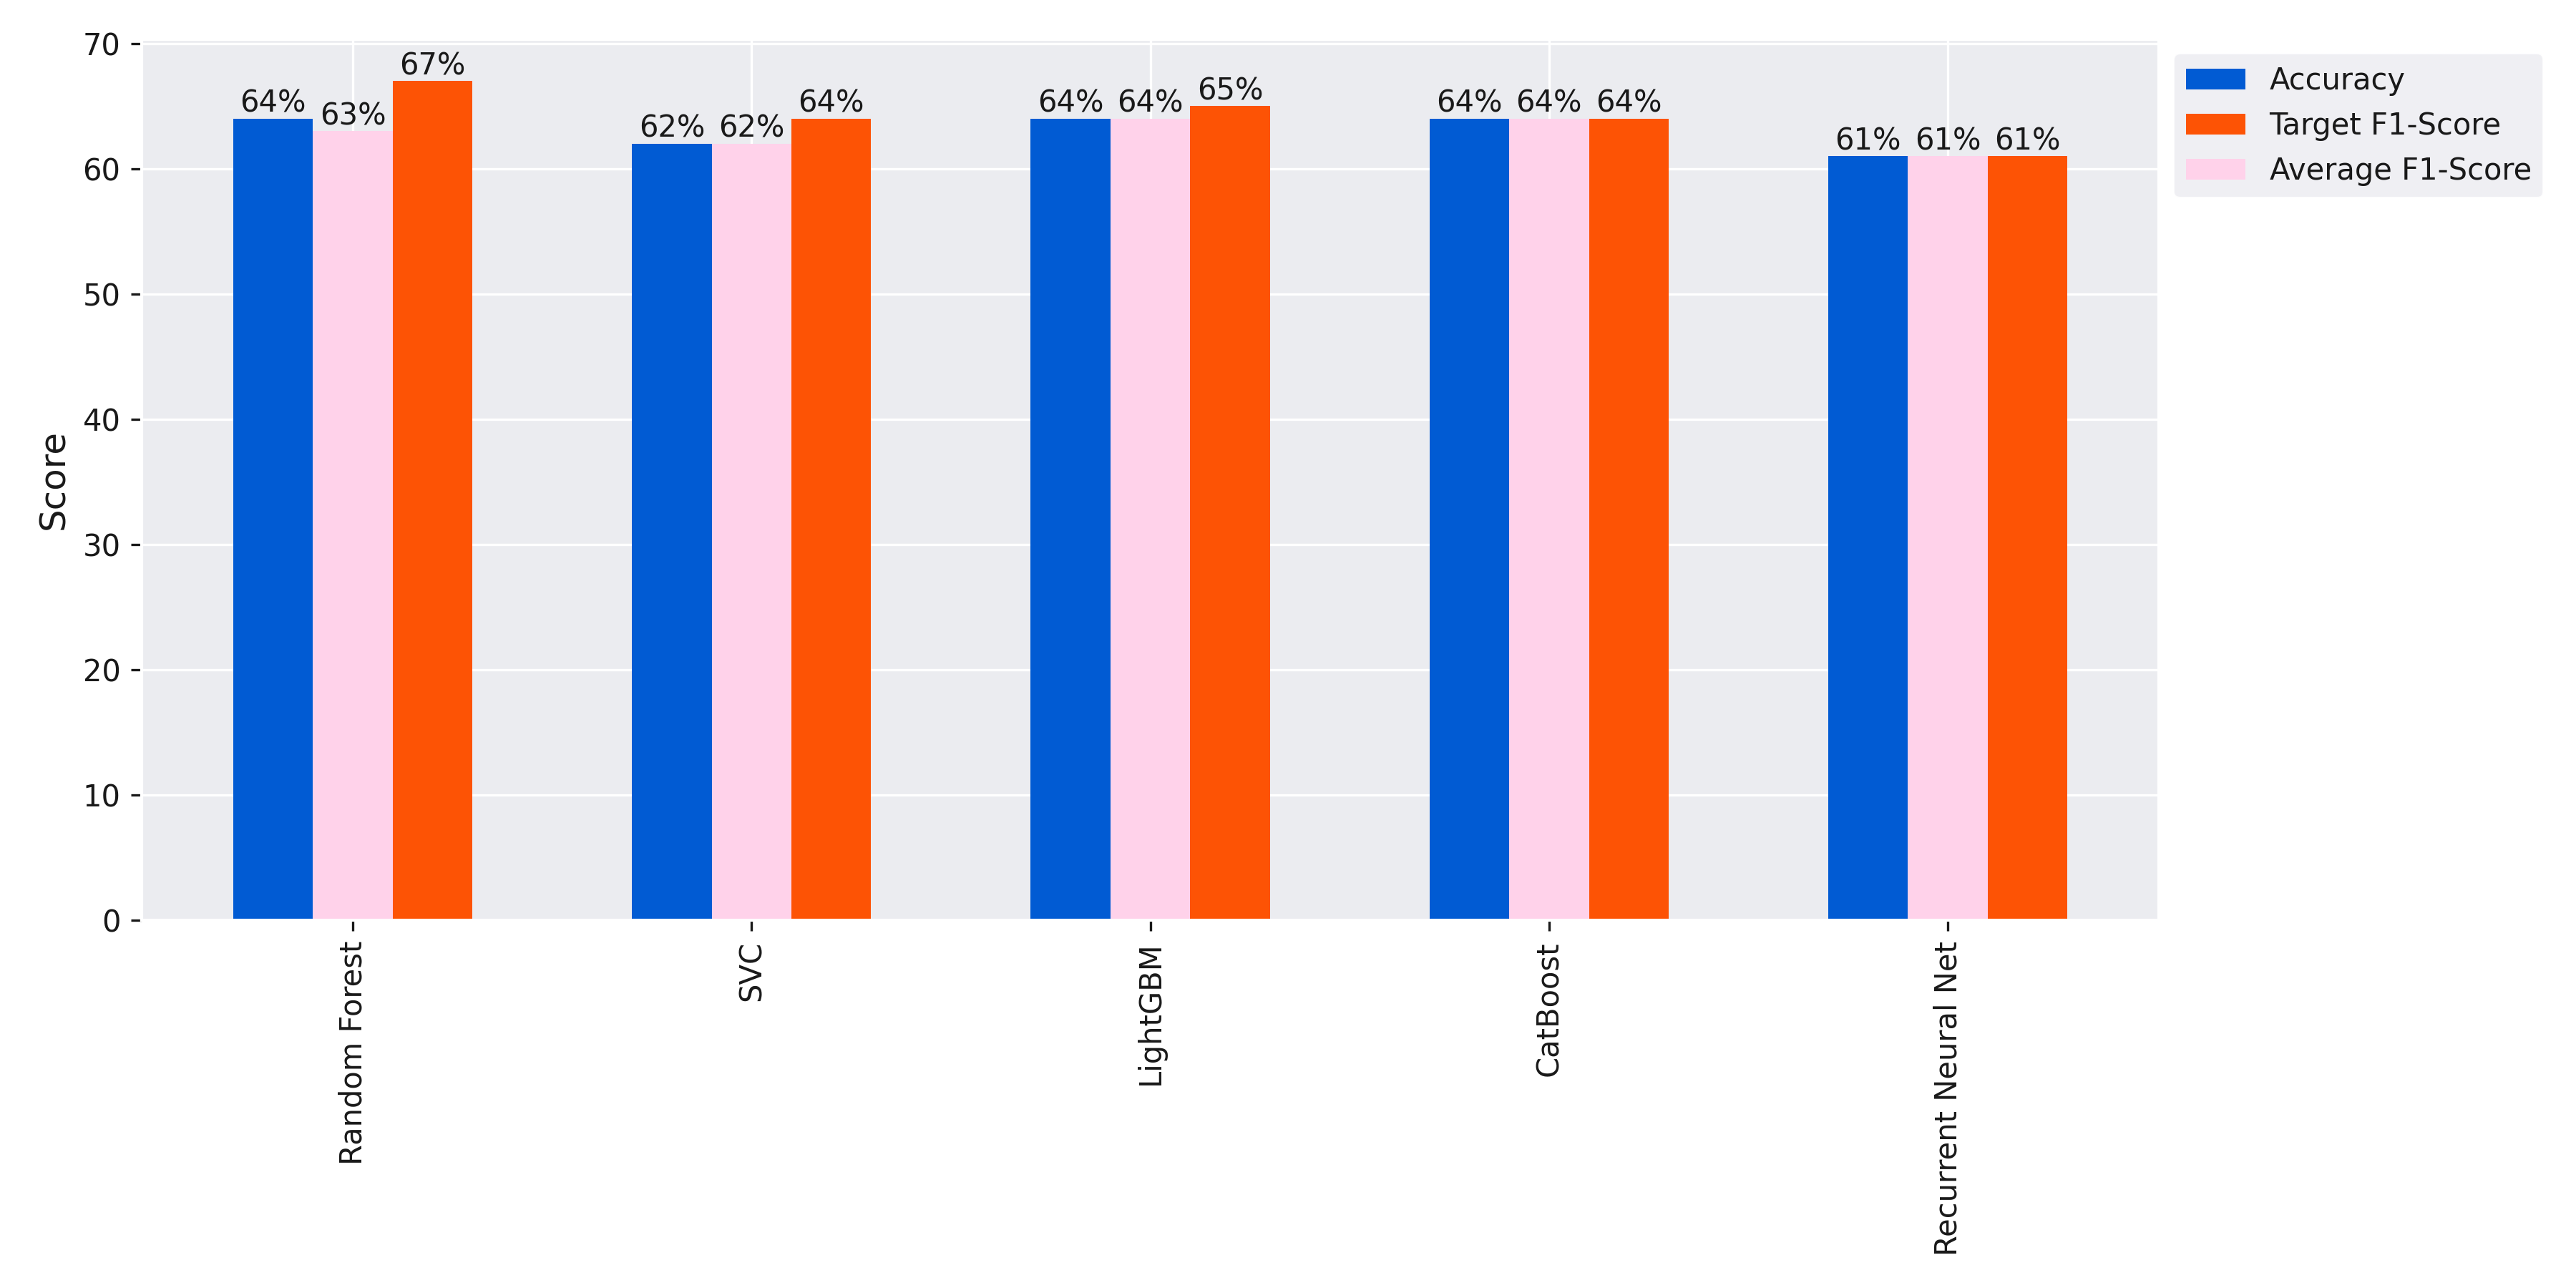 70
60
50
40
30
20
10
0
Score
64%
63%
67%
62%
62%
64%
64%
64%
65%
64%
64%
64%
61%
61%
61%
Random Forest
SVC
LightGBM
CatBoost
Recurrent Neural Net
Accuracy
Target F1-Score
Average F1-Score